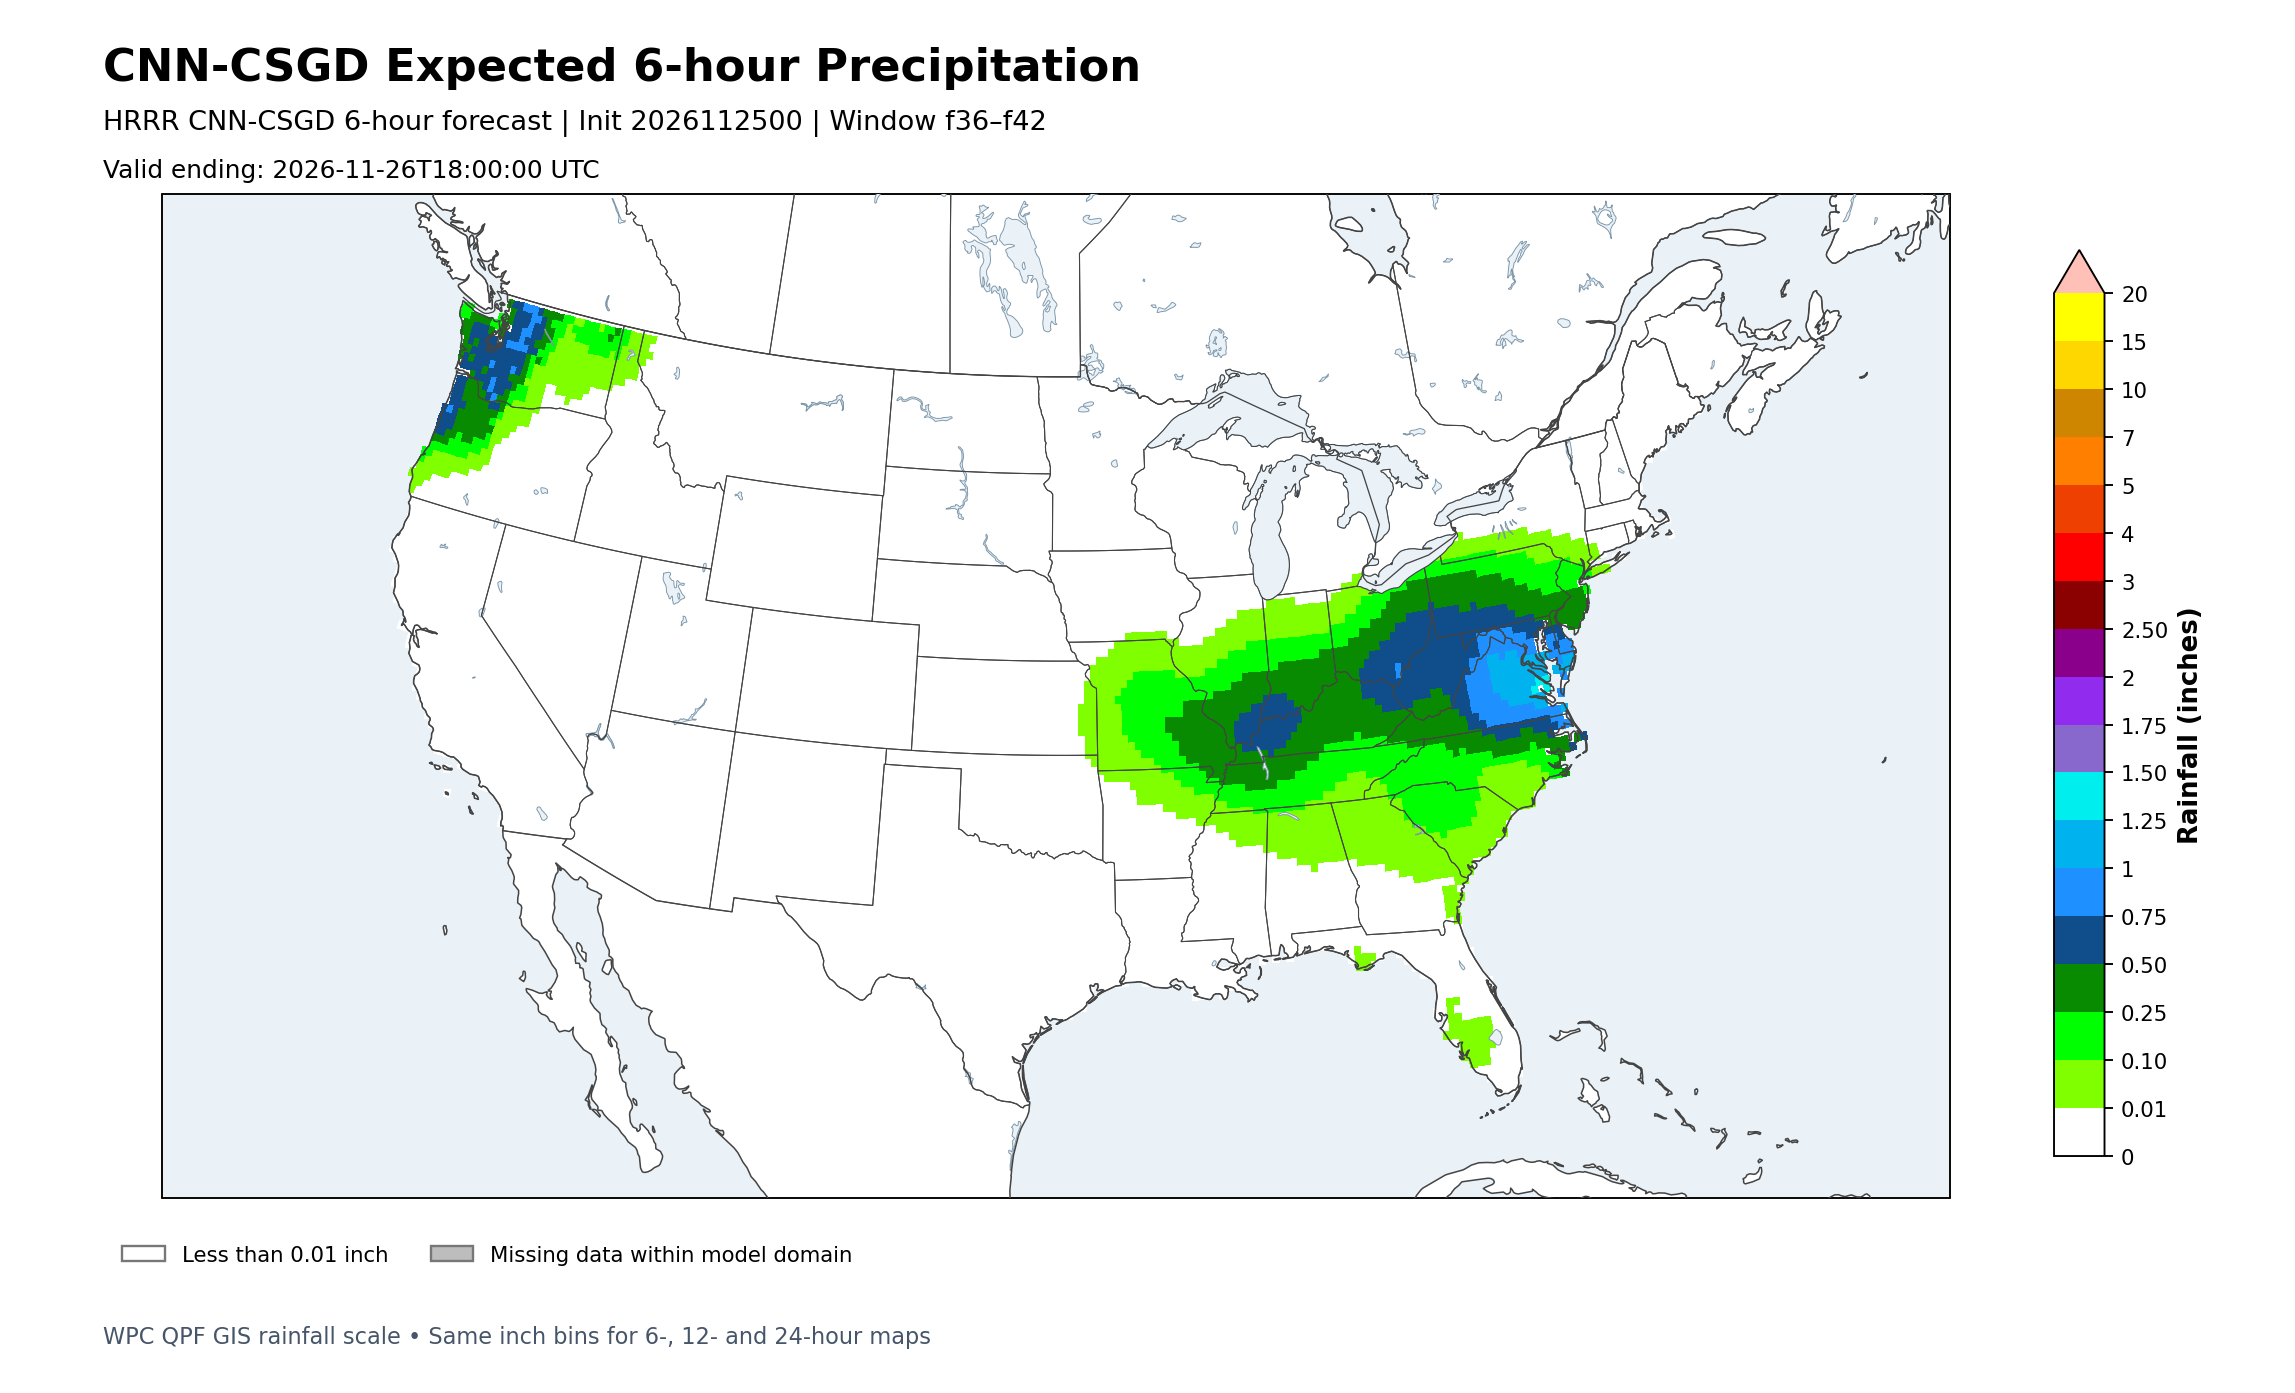 CNN-CSGD Expected 6-hour Precipitation
HRRR CNN-CSGD 6-hour forecast | Init 2026112500 | Window f36–f42
Valid ending: 2026-11-26T18:00:00 UTC
20
15
10
7
5
4
3
2.50
2
1.75
1.50
1.25
1
0.75
0.50
0.25
0.10
0.01
0
Rainfall (inches)
Less than 0.01 inch
Missing data within model domain
WPC QPF GIS rainfall scale • Same inch bins for 6-, 12- and 24-hour maps